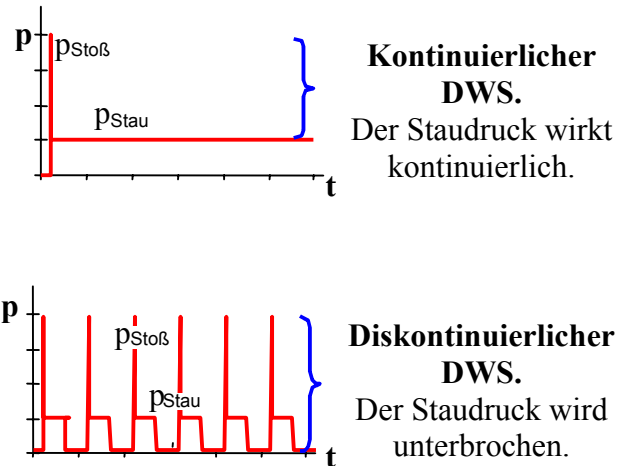 p
pStoß
pStau
t
Kontinuierlicher
DWS.
Der Staudruck wirkt
kontinuierlich.
p
pStoß
pStau
t
Diskontinuierlicher
DWS.
Der Staudruck wird
unterbrochen.